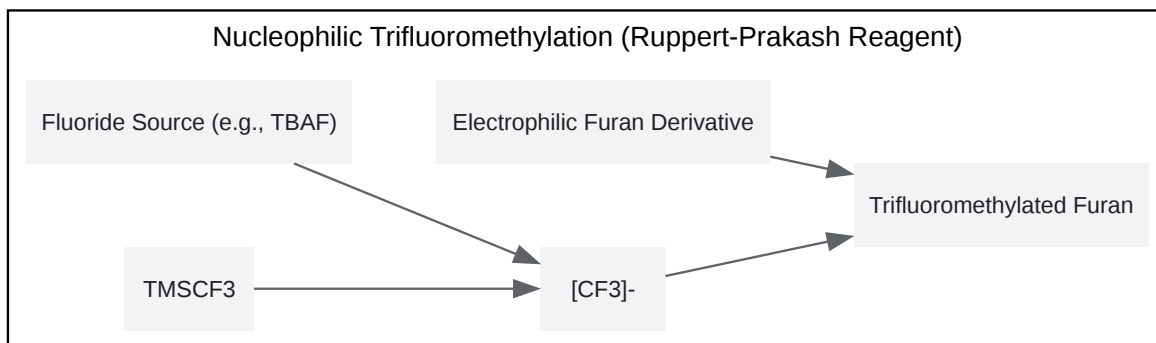 Nucleophilic Trifluoromethylation (Ruppert-Prakash Reagent)
Fluoride Source (e.g., TBAF)
Electrophilic Furan Derivative
Trifluoromethylated Furan
TMSCF3
[CF3]-